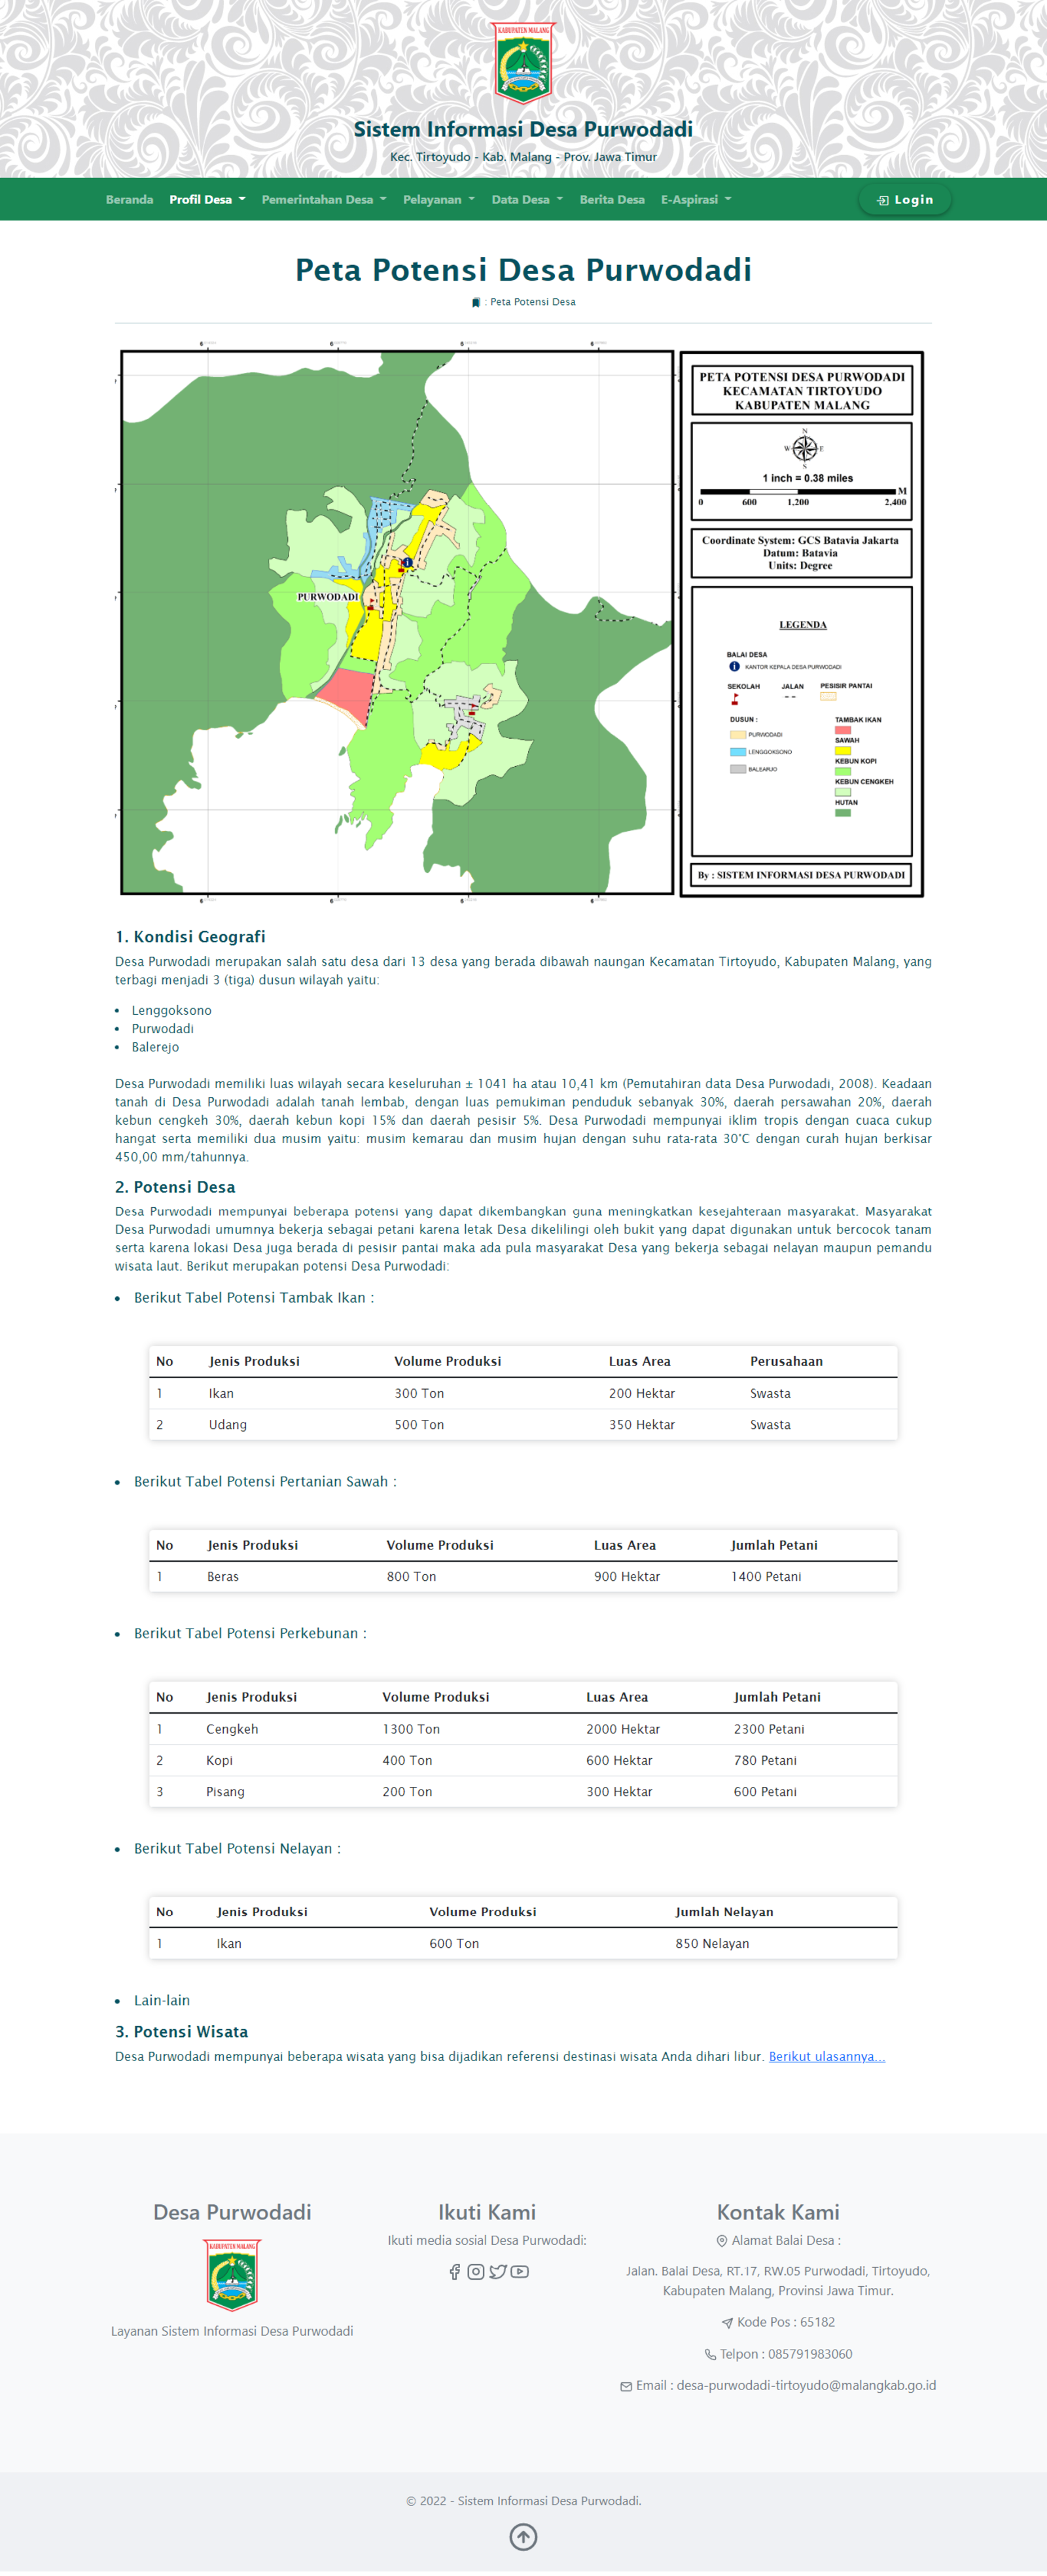 KABUPATEN MALANG
Sistem Informasi Desa Purwodadi
Kec. Tirtoyudo - Kab. Malang - Prov. Jawa Timur
Beranda Profil Desa Pemerintahan Desa Pelayanan Data Desa Berita Desa E-Aspirasi Login
Peta Potensi Desa Purwodadi
: Peta Potensi Desa
PURWODADI
PETA POTENSI DESA PURWODADI
KECAMATAN TIRTOYUDO
KABUPATEN MALANG
N
W E
S
1 inch = 0.38 miles
M
0 600 1.200 2.400
Coordinate System: GCS Batavia Jakarta
Datum: Batavia
Units: Degree
LEGENDA
BALAI DESA
KANTOR KEPALA DESA PURWODADI
SEKOLAH JALAN PESISIR PANTAI
DUSUN : TAMBAK IKAN
PURWODADI
SAWAH
LENGGOKSONO
KEBUN KOPI
BALEARJO
KEBUN CENGKEH
HUTAN
By : SISTEM INFORMASI DESA PURWODADI
1. Kondisi Geografi
Desa Purwodadi merupakan salah satu desa dari 13 desa yang berada dibawah naungan Kecamatan Tirtoyudo, Kabupaten Malang, yang
terbagi menjadi 3 (tiga) dusun wilayah yaitu:
• Lenggoksono
• Purwodadi
• Balerejo
Desa Purwodadi memiliki luas wilayah secara keseluruhan ± 1041 ha atau 10,41 km (Pemutahiran data Desa Purwodadi, 2008). Keadaan
tanah di Desa Purwodadi adalah tanah lembab, dengan luas pemukiman penduduk sebanyak 30%, daerah persawahan 20%, daerah
kebun cengkeh 30%, daerah kebun kopi 15% dan daerah pesisir 5%. Desa Purwodadi mempunyai iklim tropis dengan cuaca cukup
hangat serta memiliki dua musim yaitu: musim kemarau dan musim hujan dengan suhu rata-rata 30°C dengan curah hujan berkisar
450,00 mm/tahunnya.
2. Potensi Desa
Desa Purwodadi mempunyai beberapa potensi yang dapat dikembangkan guna meningkatkan kesejahteraan masyarakat. Masyarakat
Desa Purwodadi umumnya bekerja sebagai petani karena letak Desa dikelilingi oleh bukit yang dapat digunakan untuk bercocok tanam
serta karena lokasi Desa juga berada di pesisir pantai maka ada pula masyarakat Desa yang bekerja sebagai nelayan maupun pemandu
wisata laut. Berikut merupakan potensi Desa Purwodadi:
• Berikut Tabel Potensi Tambak Ikan :
No Jenis Produksi Volume Produksi Luas Area Perusahaan
1 Ikan 300 Ton 200 Hektar Swasta
2 Udang 500 Ton 350 Hektar Swasta
• Berikut Tabel Potensi Pertanian Sawah :
No Jenis Produksi Volume Produksi Luas Area Jumlah Petani
1 Beras 800 Ton 900 Hektar 1400 Petani
• Berikut Tabel Potensi Perkebunan :
No Jenis Produksi Volume Produksi Luas Area Jumlah Petani
1 Cengkeh 1300 Ton 2000 Hektar 2300 Petani
2 Kopi 400 Ton 600 Hektar 780 Petani
3 Pisang 200 Ton 300 Hektar 600 Petani
• Berikut Tabel Potensi Nelayan :
No Jenis Produksi Volume Produksi Jumlah Nelayan
1 Ikan 600 Ton 850 Nelayan
• Lain-lain
3. Potensi Wisata
Desa Purwodadi mempunyai beberapa wisata yang bisa dijadikan referensi destinasi wisata Anda dihari libur. Berikut ulasannya...
Desa Purwodadi
KABUPATEN MALANG
Layanan Sistem Informasi Desa Purwodadi
Ikuti Kami
Ikuti media sosial Desa Purwodadi:
Kontak Kami
Alamat Balai Desa :
Jalan. Balai Desa, RT.17, RW.05 Purwodadi, Tirtoyudo,
Kabupaten Malang, Provinsi Jawa Timur.
Kode Pos : 65182
Telpon : 085791983060
Email : desa-purwodadi-tirtoyudo@malangkab.go.id
© 2022 - Sistem Informasi Desa Purwodadi.